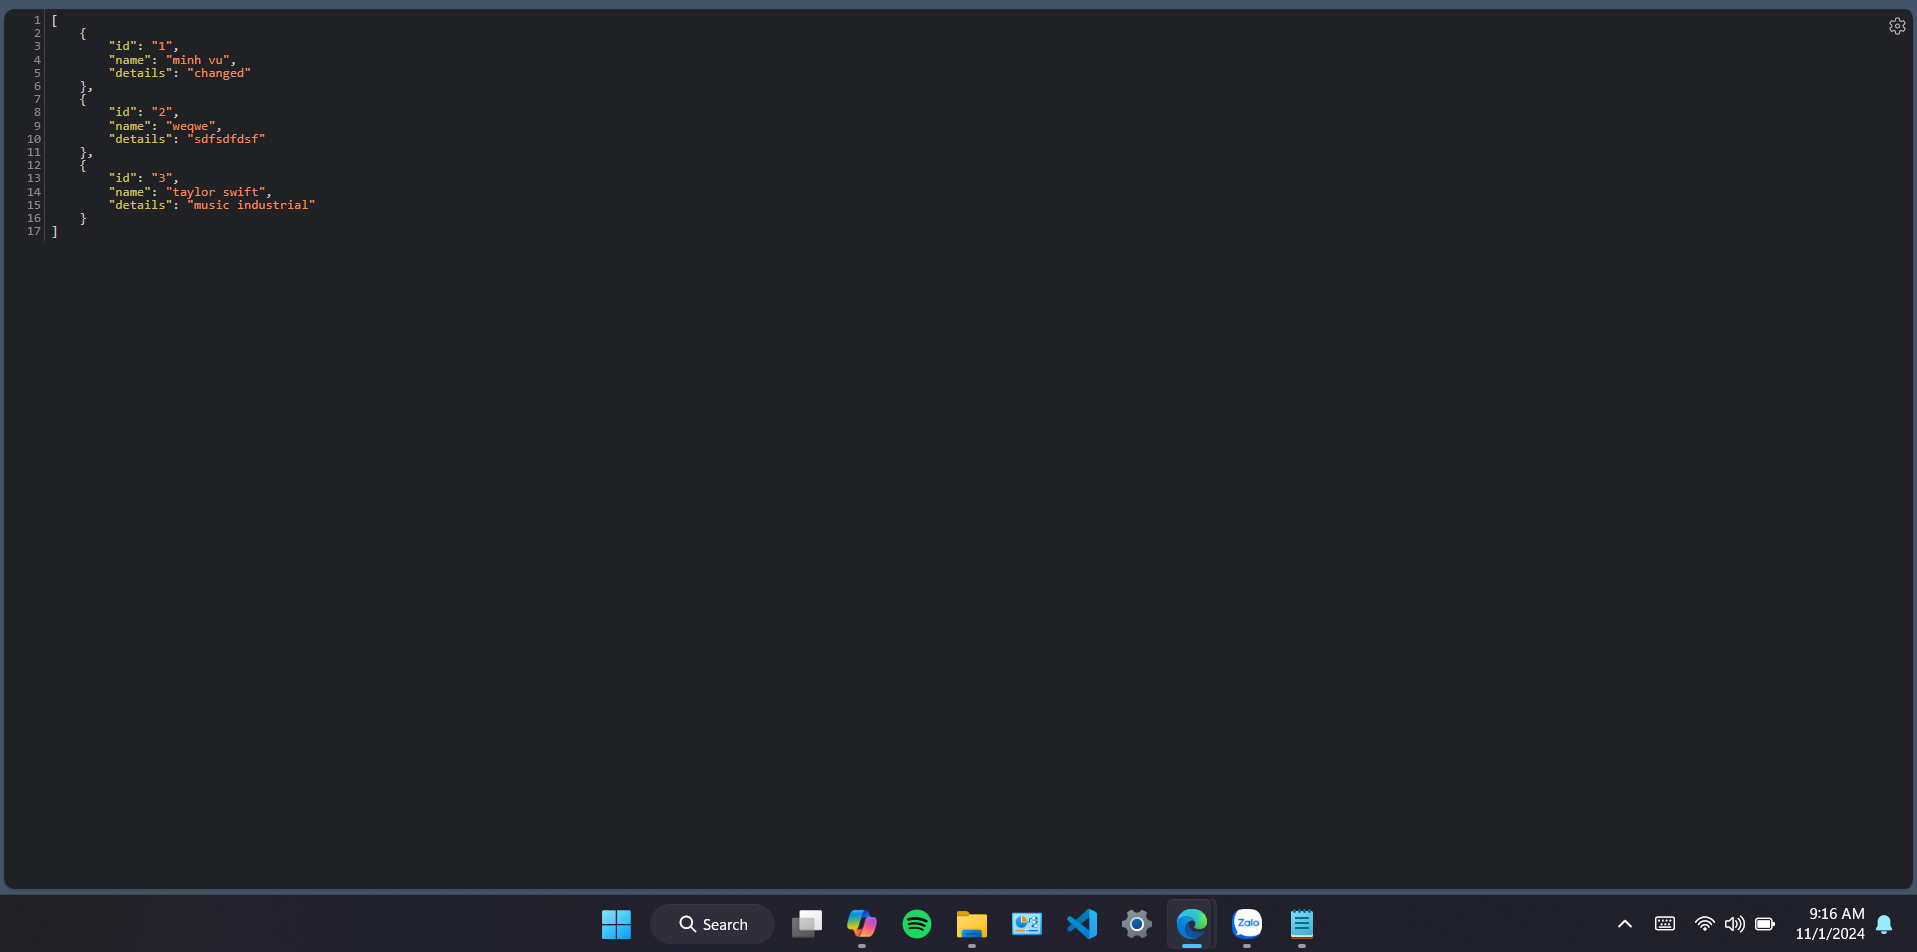 1 [
2     {
3         "id": "1",
4         "name": "minh vu",
5         "details": "changed"
6     },
7     {
8         "id": "2",
9         "name": "weqwe",
10         "details": "sdfsdfdsf"
11     },
12     {
13         "id": "3",
14         "name": "taylor swift",
15         "details": "music industrial"
16     }
17 ]
Search
Zalo
9:16 AM
11/1/2024